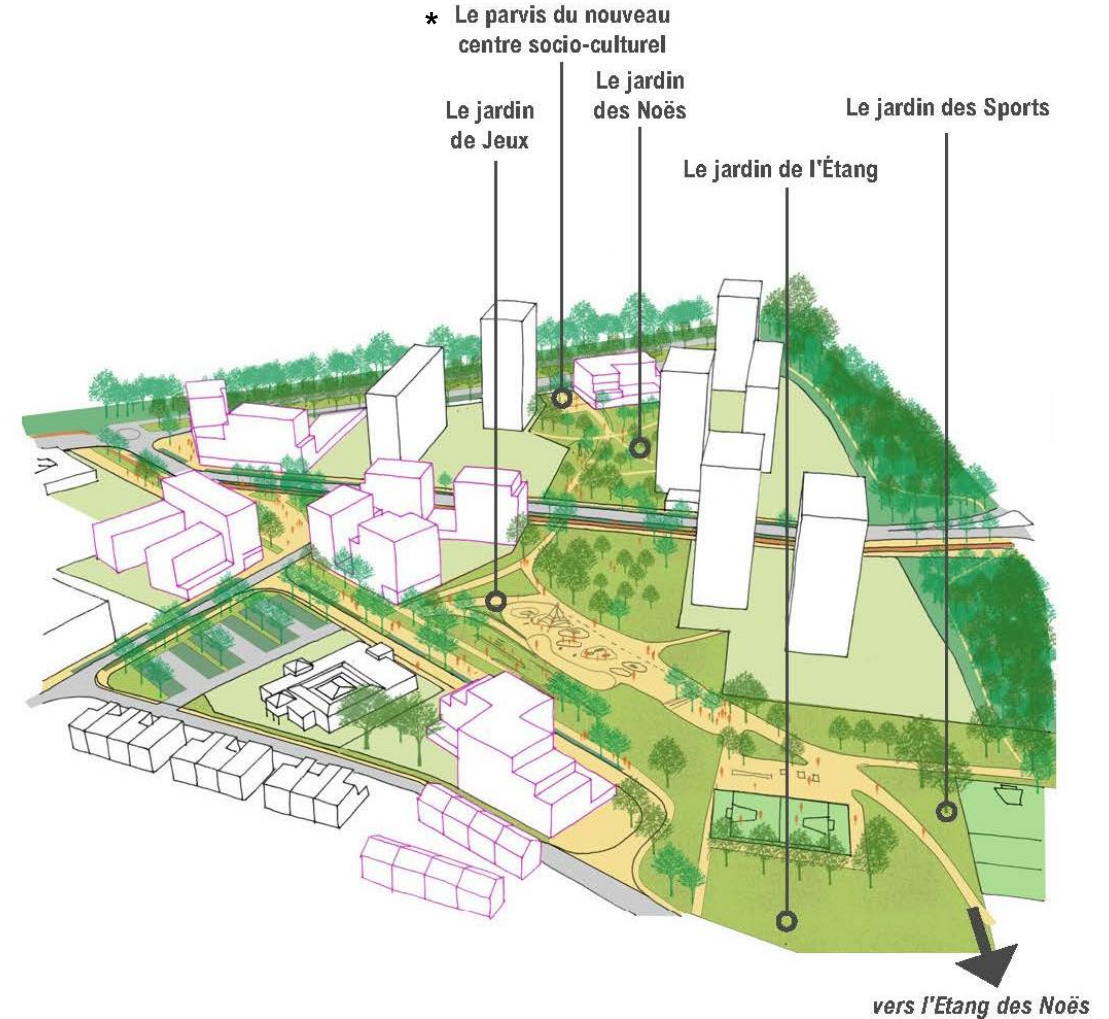 * Le parvis du nouveau
centre socio-culturel
Le jardin
des Noës
Le jardin
de Jeux
Le jardin des Sports
Le jardin de l'Étang
vers l'Etang des Noës